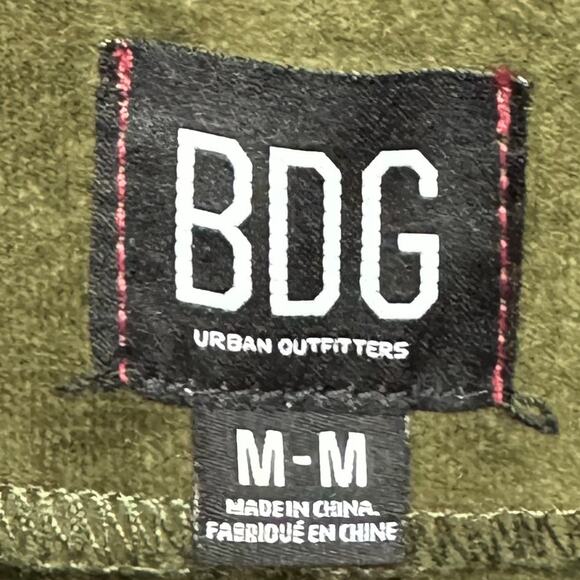 BDG
URBAN OUTFITTERS
M-M
MADE IN CHINA.
FABRIQUÉ EN CHINE